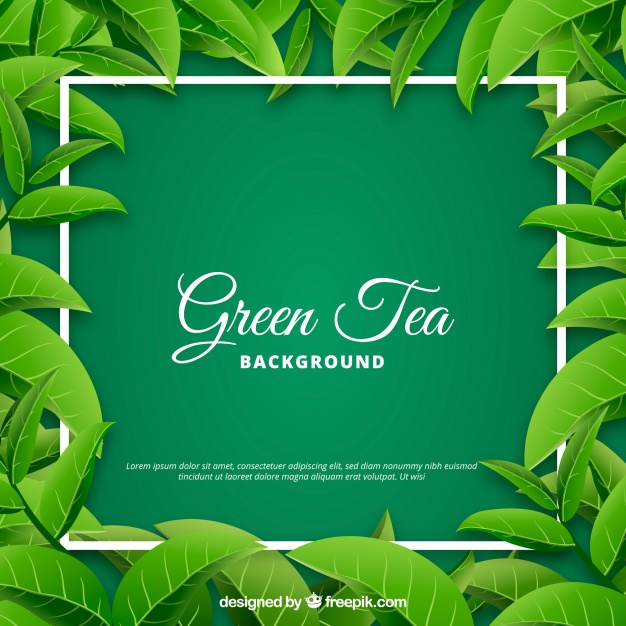 Green Tea
BACKGROUND
Lorem ipsum dolor sit amet, consectetuer adipiscing elit, sed diam nonummy
nibh euismod tincidunt ut laoreet dolore magna aliquam erat volutpat. Ut wisi
designed by freepik.com